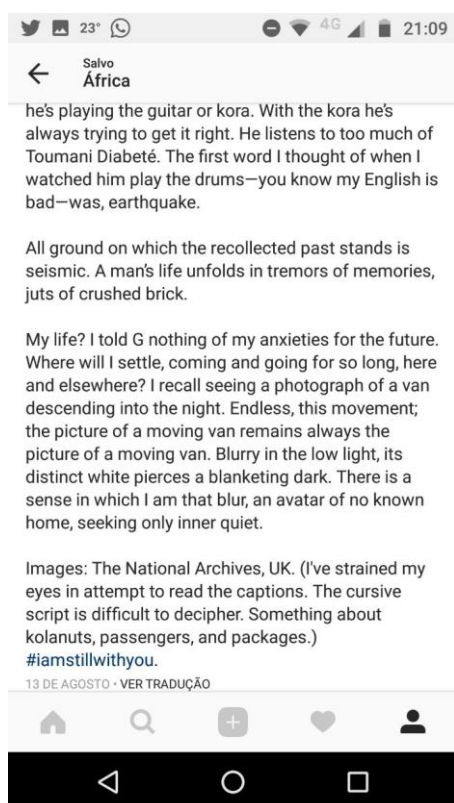 23° 4G 21:09
Salvo
África
he's playing the guitar or kora. With the kora he's
always trying to get it right. He listens to too much of
Toumani Diabeté. The first word I thought of when I
watched him play the drums—you know my English is
bad—was, earthquake.
All ground on which the recollected past stands is
seismic. A man's life unfolds in tremors of memories,
juts of crushed brick.
My life? I told G nothing of my anxieties for the future.
Where will I settle, coming and going for so long, here
and elsewhere? I recall seeing a photograph of a van
descending into the night. Endless, this movement;
the picture of a moving van remains always the
picture of a moving van. Blurry in the low light, its
distinct white pierces a blanketing dark. There is a
sense in which I am that blur, an avatar of no known
home, seeking only inner quiet.
Images: The National Archives, UK. (I've strained my
eyes in attempt to read the captions. The cursive
script is difficult to decipher. Something about
kolanuts, passengers, and packages.)
#iamstillwithyou.
13 DE AGOSTO • VER TRADUÇÃO